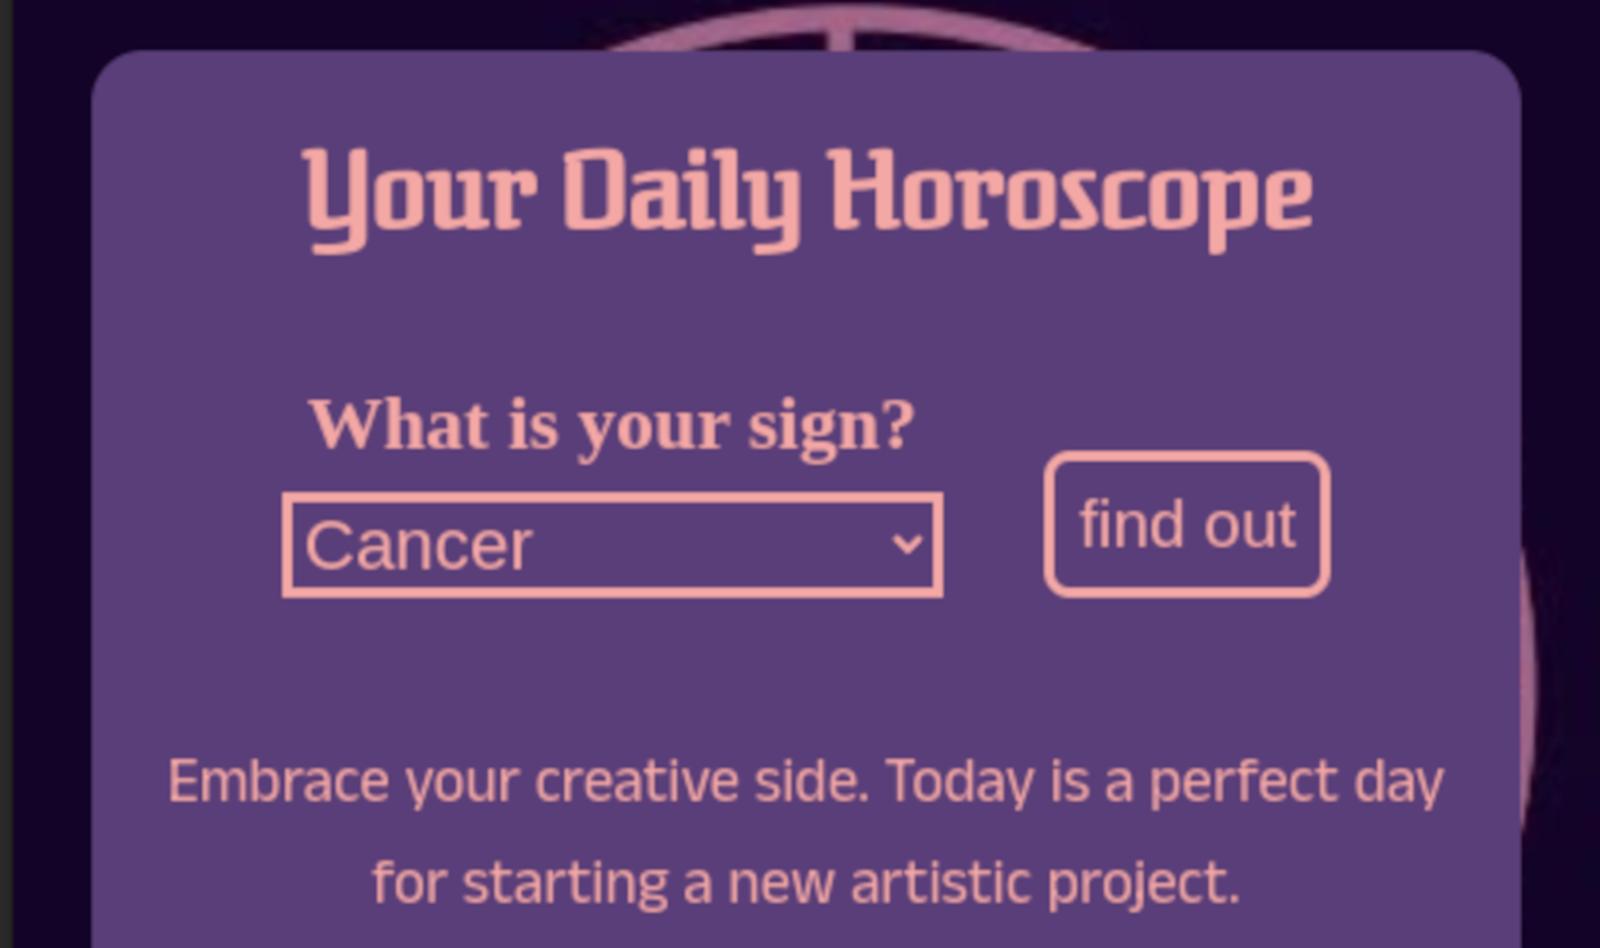 Your Daily Horoscope
What is your sign?
Cancer
find out
Embrace your creative side. Today is a perfect day
for starting a new artistic project.